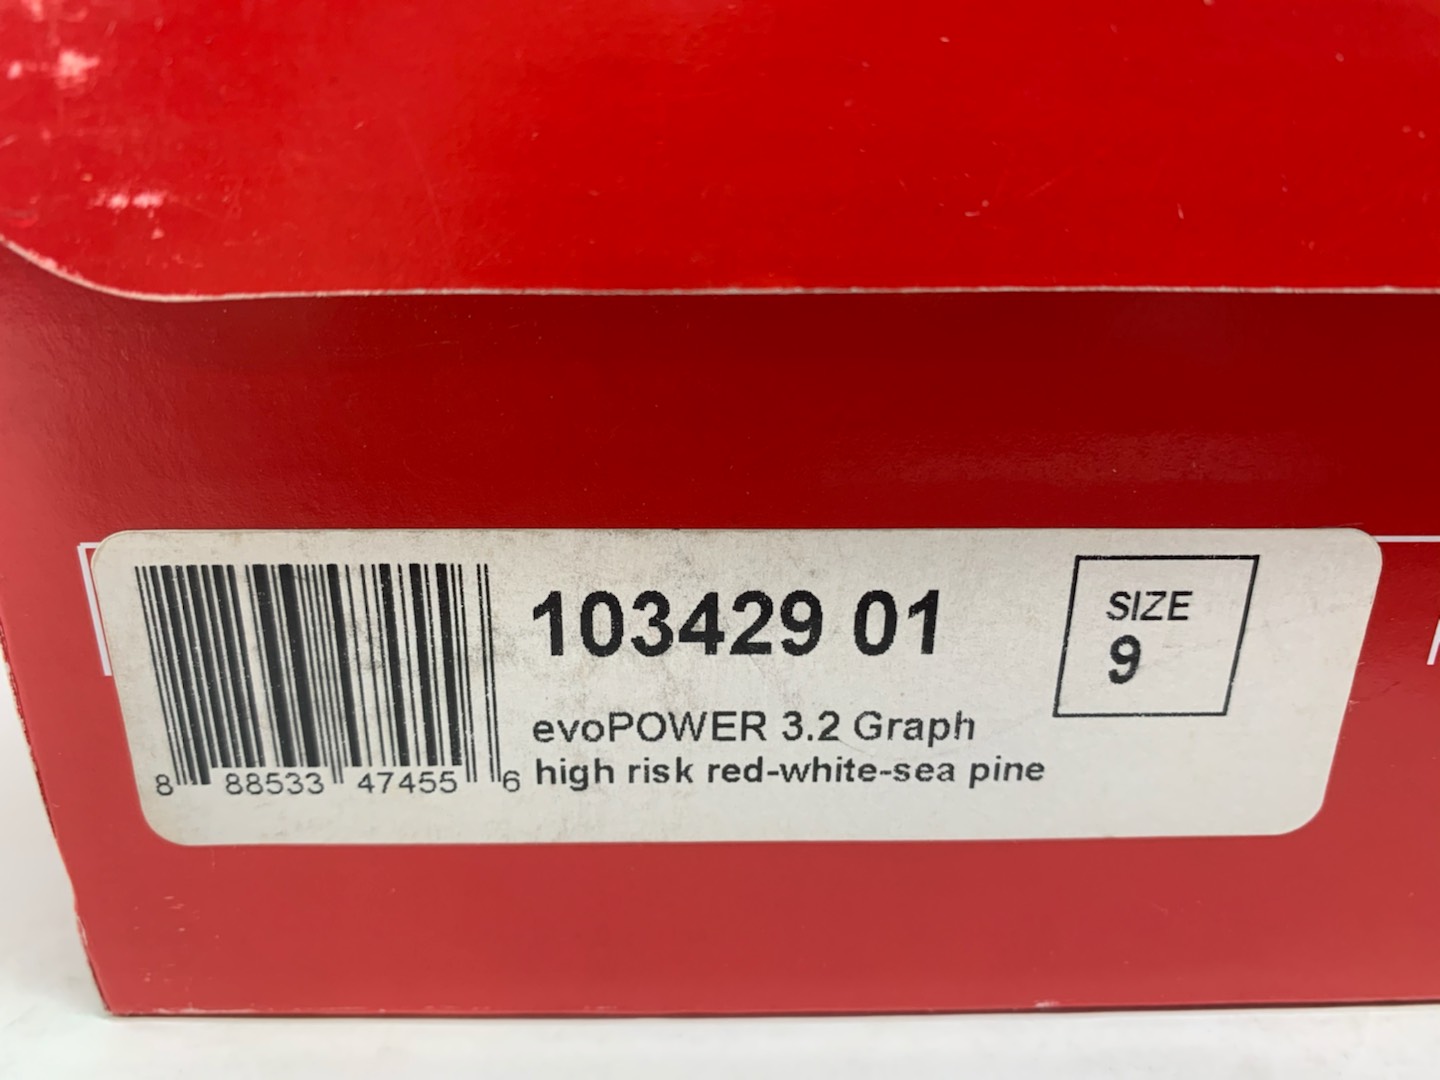 103429 01
SIZE
9
evoPOWER 3.2 Graph
high risk red-white-sea pine
8 88533 47455 6